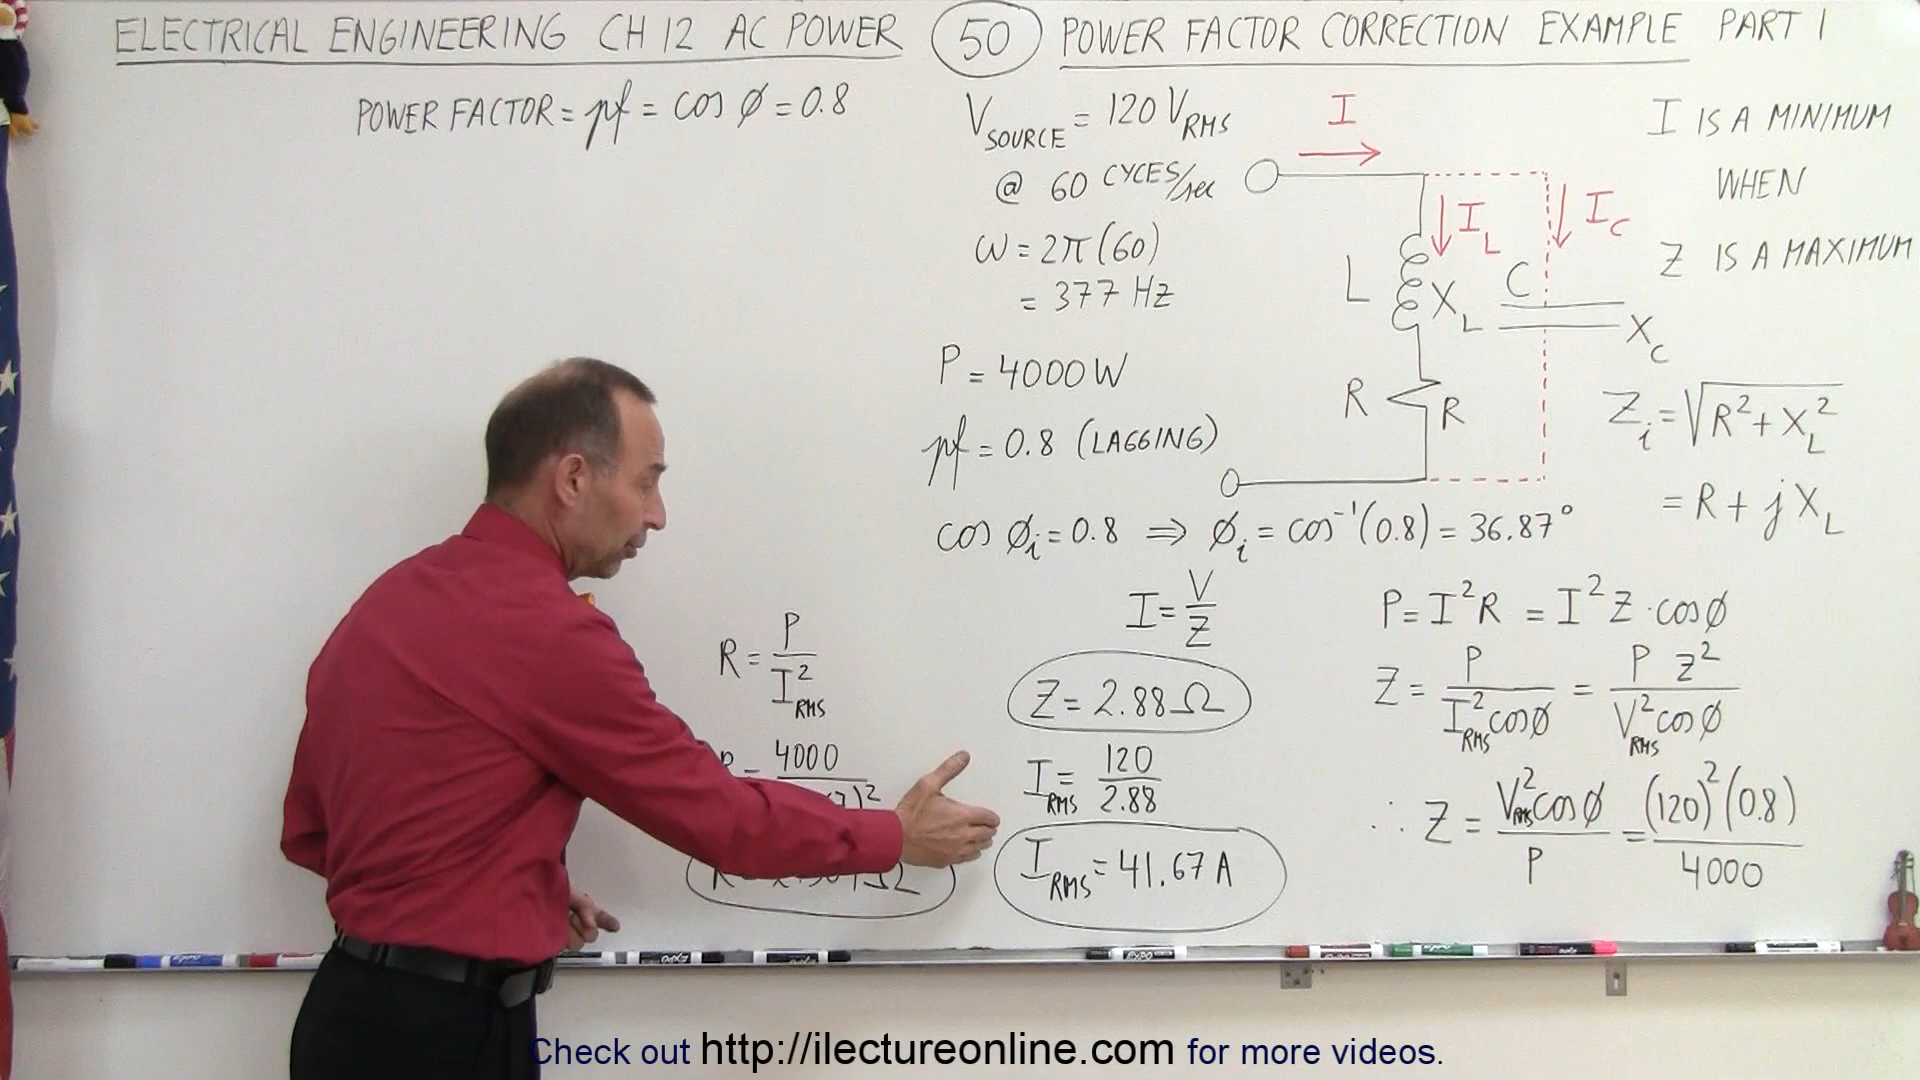 ELECTRICAL ENGINEERING CH 12 AC POWER 50 POWER FACTOR CORRECTION EXAMPLE PART 1
POWER FACTOR = pf = cos ø = 0.8
V_SOURCE = 120 V_RMS
@ 60 CYCES/sec
ω = 2π(60)
= 377 Hz
P = 4000 W
pf = 0.8 (LAGGING)
cos ø_i = 0.8 ⇒ ø_i = cos⁻¹(0.8) = 36.87°
I
I_L
I_C
L
X_L
C
X_C
R
R
I IS A MINIMUM
WHEN
Z IS A MAXIMUM
Z_i = √(R² + X_L²)
= R + jX_L
R = P / I²_RMS
4000
)²
I = V/Z
Z = 2.88 Ω
I_RMS = 120 / 2.88
I_RMS = 41.67 A
P = I²R = I²Z · cos ø
Z = P / (I²_RMS cos ø) = P Z² / (V²_RMS cos ø)
∴ Z = V²_RMS cos ø / P = (120)²(0.8) / 4000
EXPO
EXPO
Check out http://ilectureonline.com for more videos.